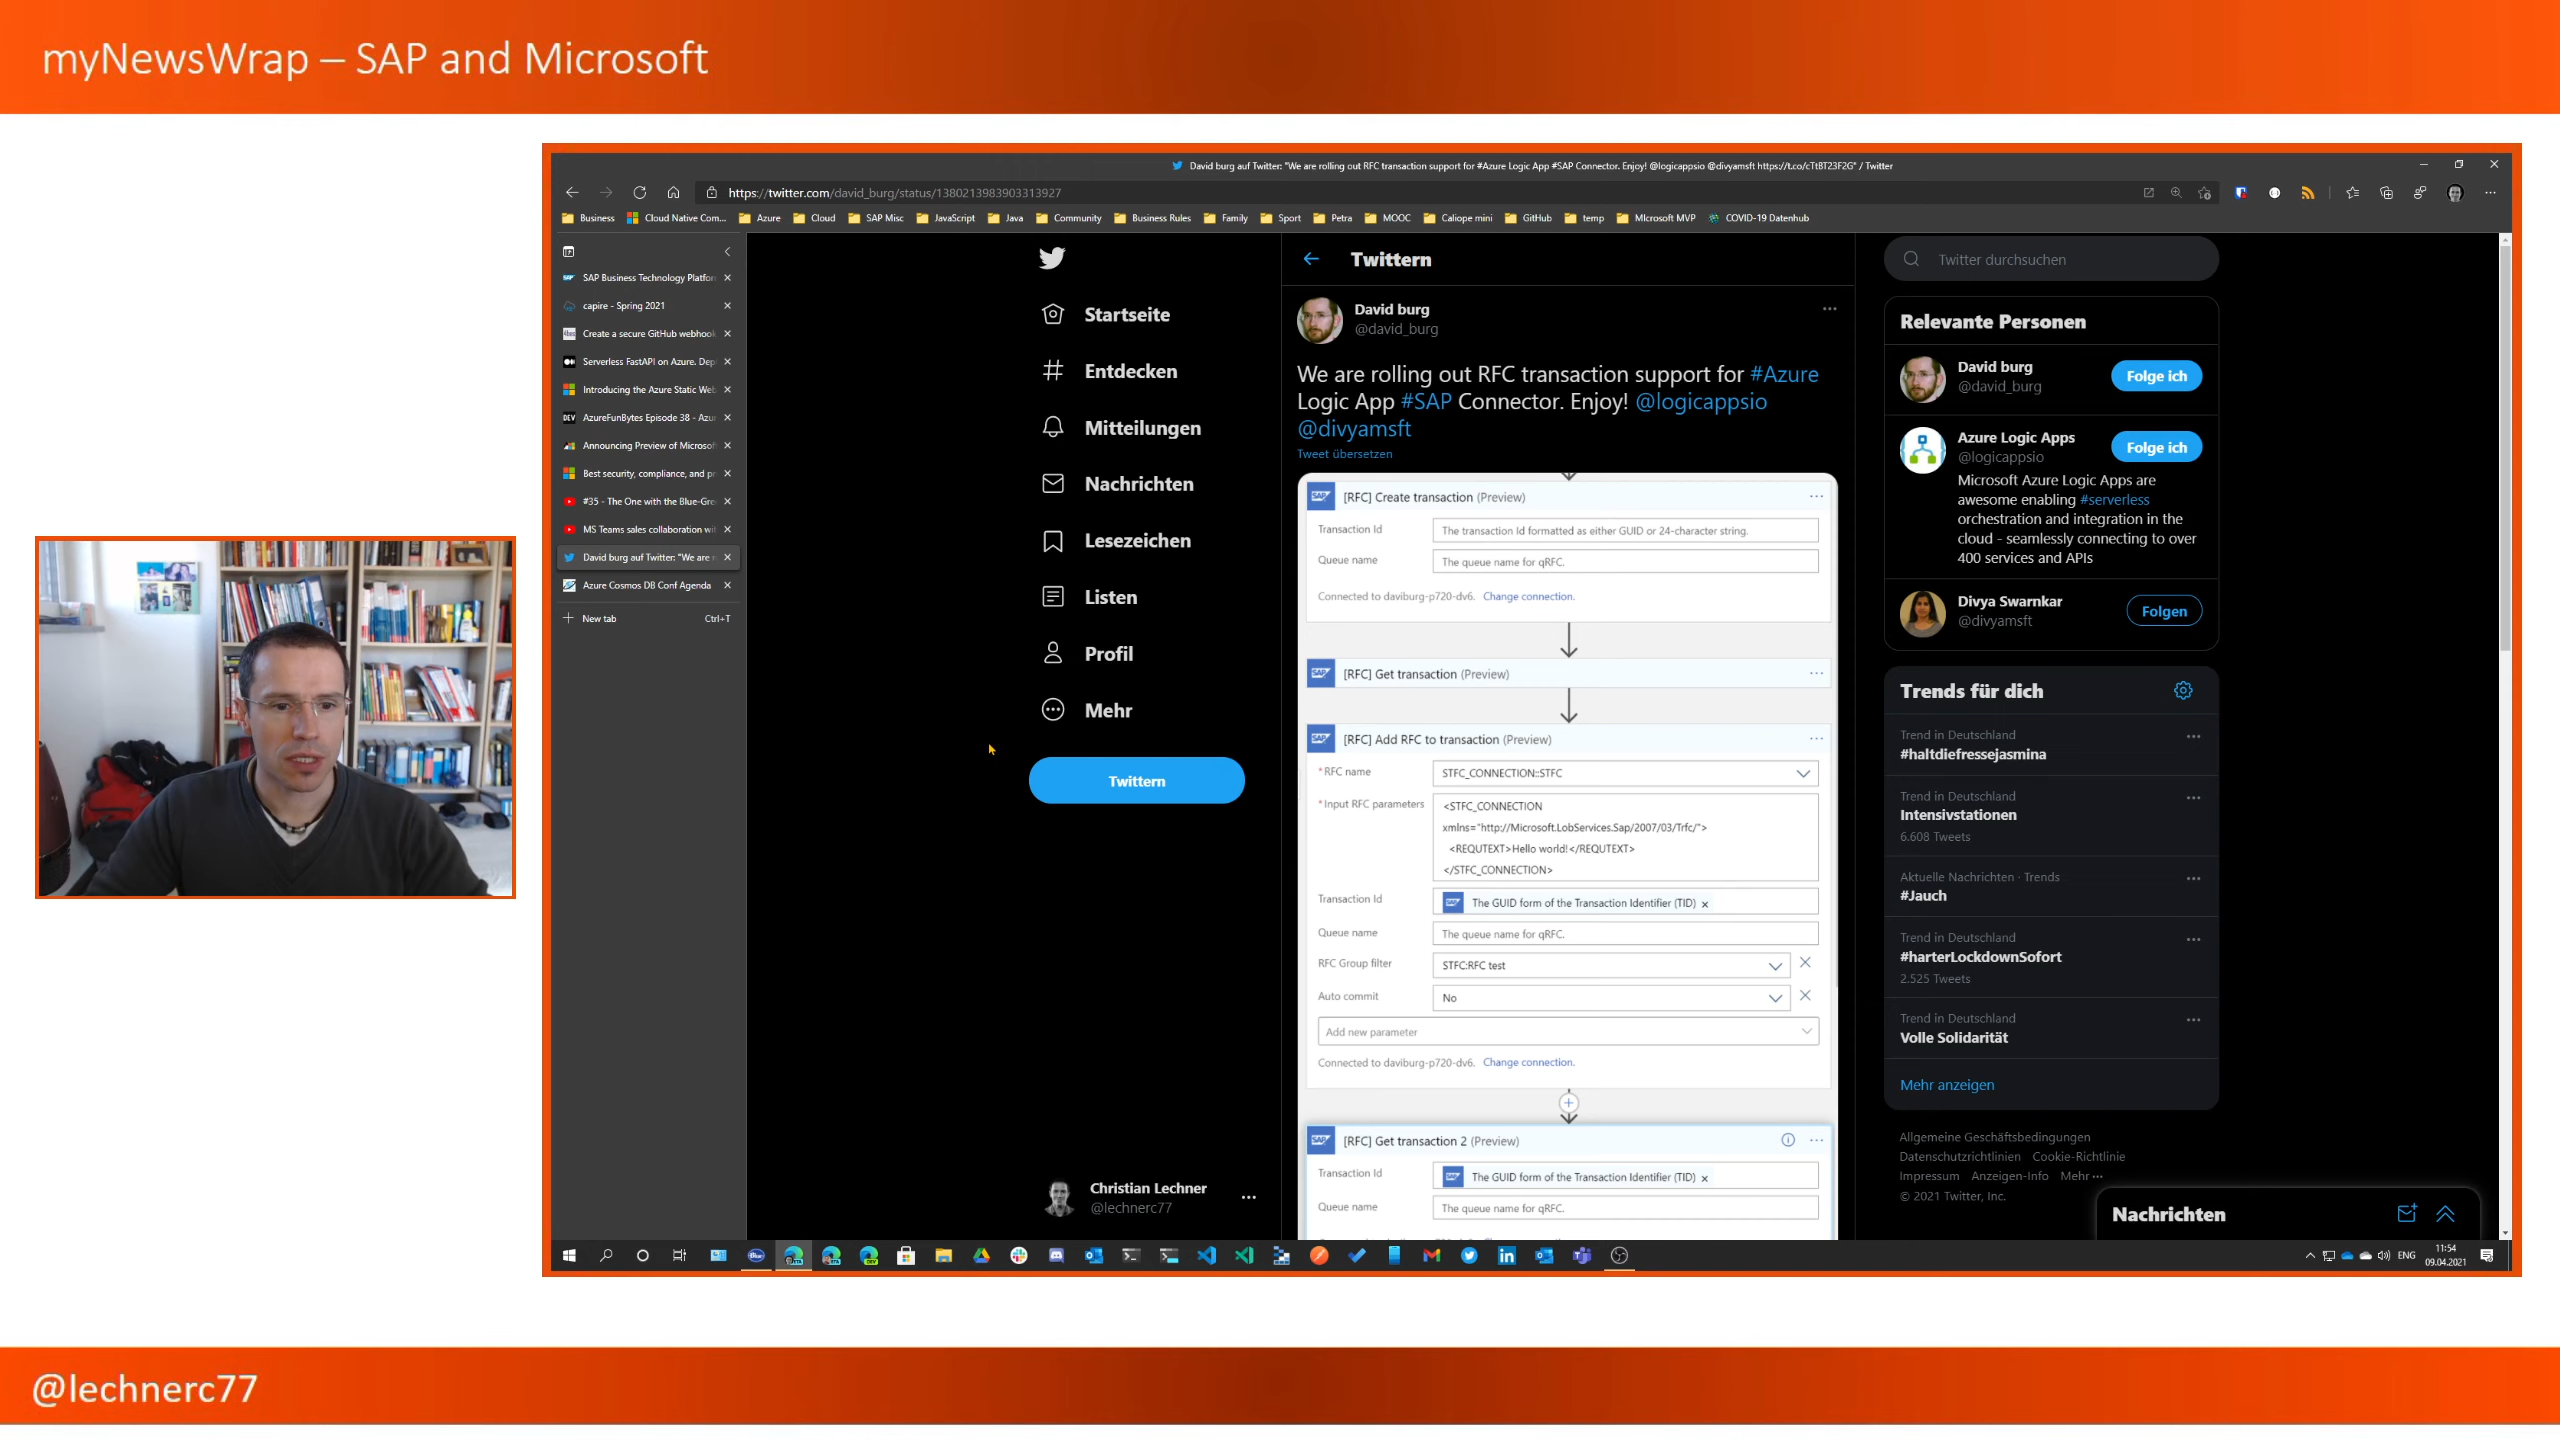 myNewsWrap – SAP and Microsoft
David burg auf Twitter: "We are rolling out RFC transaction support for #Azure Logic App #SAP Connector. Enjoy! @logicappsio @divyamsft https://t.co/cTtBT23F2G" / Twitter
https://twitter.com/david_burg/status/1380213983903313927
Business
Cloud Native Com...
Azure
Cloud
SAP Misc
JavaScript
Java
Community
Business Rules
Family
Sport
Petra
MOOC
Caliope mini
GitHub
temp
MIcrosoft MVP
COVID-19 Datenhub
SAP Business Technology Platfor
capire - Spring 2021
Create a secure GitHub webhook
Serverless FastAPI on Azure. Dep
Introducing the Azure Static Web
AzureFunBytes Episode 38 - Azu
Announcing Preview of Microsof
Best security, compliance, and pr
#35 - The One with the Blue-Gre
MS Teams sales collaboration wi
David burg auf Twitter: "We are
Azure Cosmos DB Conf Agenda
New tab
Ctrl+T
Startseite
Entdecken
Mitteilungen
Nachrichten
Lesezeichen
Listen
Profil
Mehr
Twittern
Christian Lechner
@lechnerc77
Twittern
David burg
@david_burg
We are rolling out RFC transaction support for #Azure
Logic App #SAP Connector. Enjoy! @logicappsio
@divyamsft
Tweet übersetzen
SAP [RFC] Create transaction (Preview)
Transaction Id
The transaction Id formatted as either GUID or 24-character string.
Queue name
The queue name for qRFC.
Connected to daviburg-p720-dv6. Change connection.
SAP [RFC] Get transaction (Preview)
SAP [RFC] Add RFC to transaction (Preview)
*RFC name
STFC_CONNECTION::STFC
*Input RFC parameters
<STFC_CONNECTION
xmlns="http://Microsoft.LobServices.Sap/2007/03/Trfc/">
<REQUTEXT>Hello world!</REQUTEXT>
</STFC_CONNECTION>
Transaction Id
SAP The GUID form of the Transaction Identifier (TID) ×
Queue name
The queue name for qRFC.
RFC Group filter
STFC:RFC test
Auto commit
No
Add new parameter
Connected to daviburg-p720-dv6. Change connection.
SAP [RFC] Get transaction 2 (Preview)
Transaction Id
SAP The GUID form of the Transaction Identifier (TID) ×
Queue name
The queue name for qRFC.
Twitter durchsuchen
Relevante Personen
David burg
@david_burg
Folge ich
Azure Logic Apps
@logicappsio
Folge ich
Microsoft Azure Logic Apps are
awesome enabling #serverless
orchestration and integration in the
cloud - seamlessly connecting to over
400 services and APIs
Divya Swarnkar
@divyamsft
Folgen
Trends für dich
Trend in Deutschland
#haltdiefressejasmina
Trend in Deutschland
Intensivstationen
6.608 Tweets
Aktuelle Nachrichten · Trends
#Jauch
Trend in Deutschland
#harterLockdownSofort
2.525 Tweets
Trend in Deutschland
Volle Solidarität
Mehr anzeigen
Allgemeine Geschäftsbedingungen
Datenschutzrichtlinien Cookie-Richtlinie
Impressum Anzeigen-Info Mehr ···
© 2021 Twitter, Inc.
Nachrichten
ENG
11:54
09.04.2021
@lechnerc77